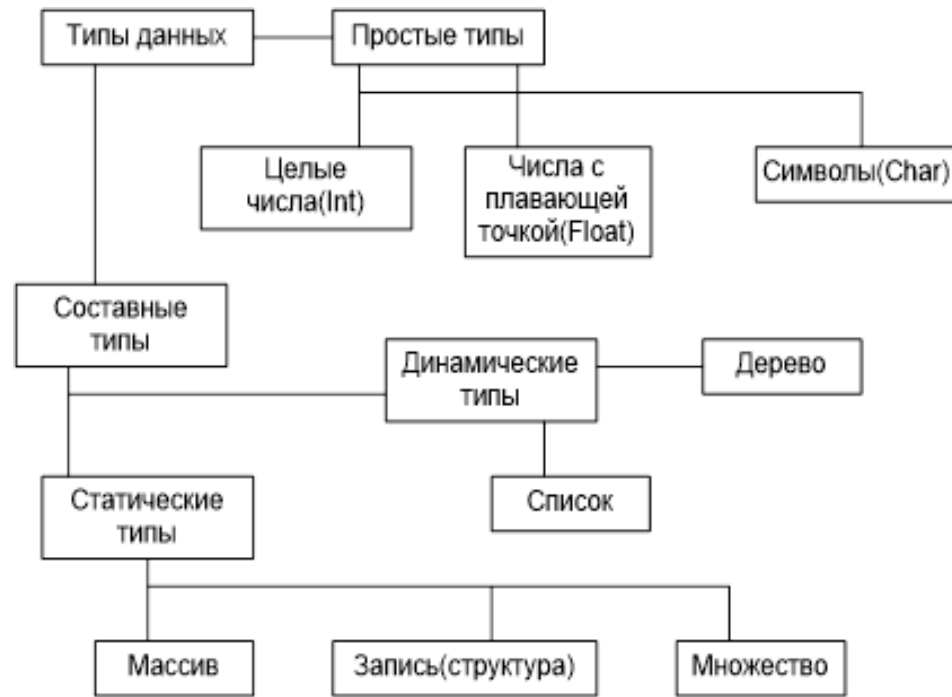 Типы данных
Простые типы
Целые
числа(Int)
Числа с
плавающей
точкой(Float)
Символы(Char)
Составные
типы
Динамические
типы
Дерево
Статические
типы
Список
Массив
Запись(структура)
Множество